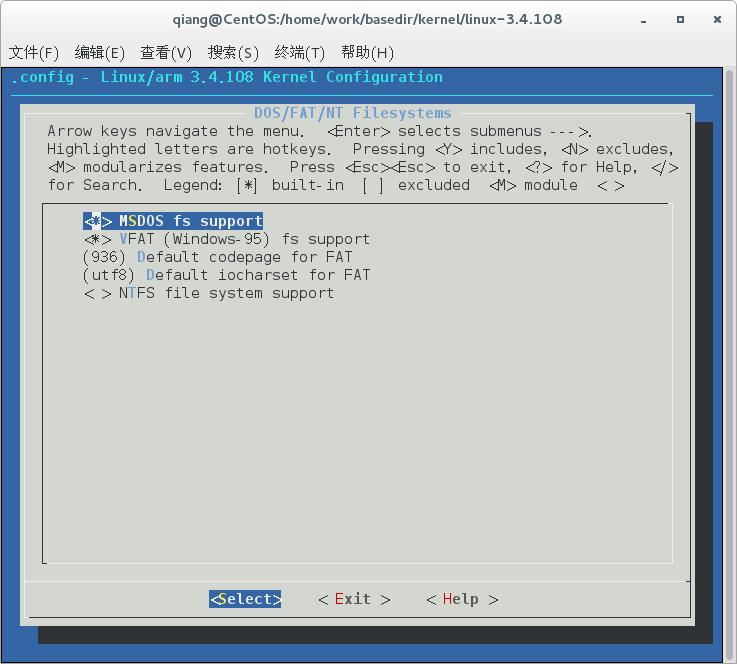 qiang@CentOS:/home/work/basedir/kernel/linux-3.4.108
文件(F) 编辑(E) 查看(V) 搜索(S) 终端(T) 帮助(H)
.config - Linux/arm 3.4.108 Kernel Configuration
DOS/FAT/NT Filesystems
Arrow keys navigate the menu.  <Enter> selects submenus --->.
Highlighted letters are hotkeys.  Pressing <Y> includes, <N> excludes,
<M> modularizes features.  Press <Esc><Esc> to exit, <?> for Help, </>
for Search.  Legend: [*] built-in  [ ] excluded  <M> module  < >
<*> MSDOS fs support
<*> VFAT (Windows-95) fs support
(936) Default codepage for FAT
(utf8) Default iocharset for FAT
< > NTFS file system support
<Select>    < Exit >    < Help >